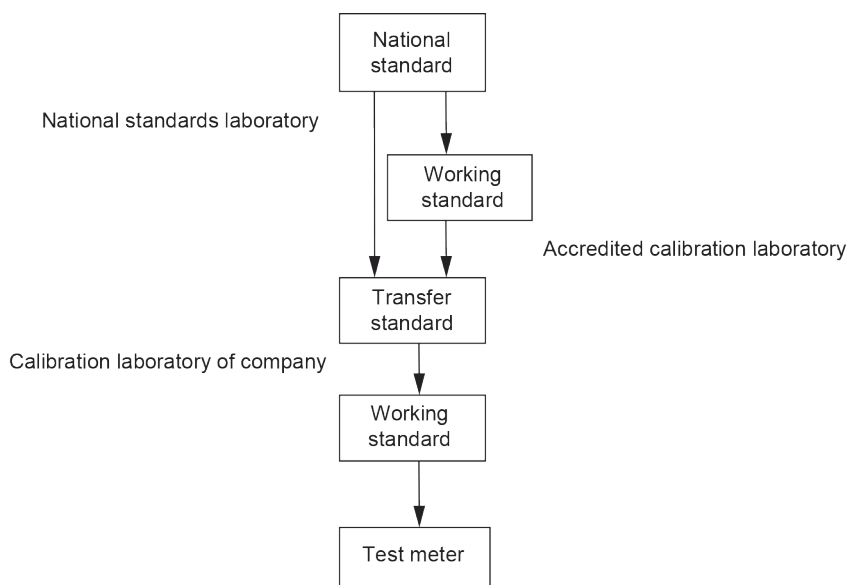 National
standard
National standards laboratory
Working
standard
Accredited calibration laboratory
Transfer
standard
Calibration laboratory of company
Working
standard
Test meter